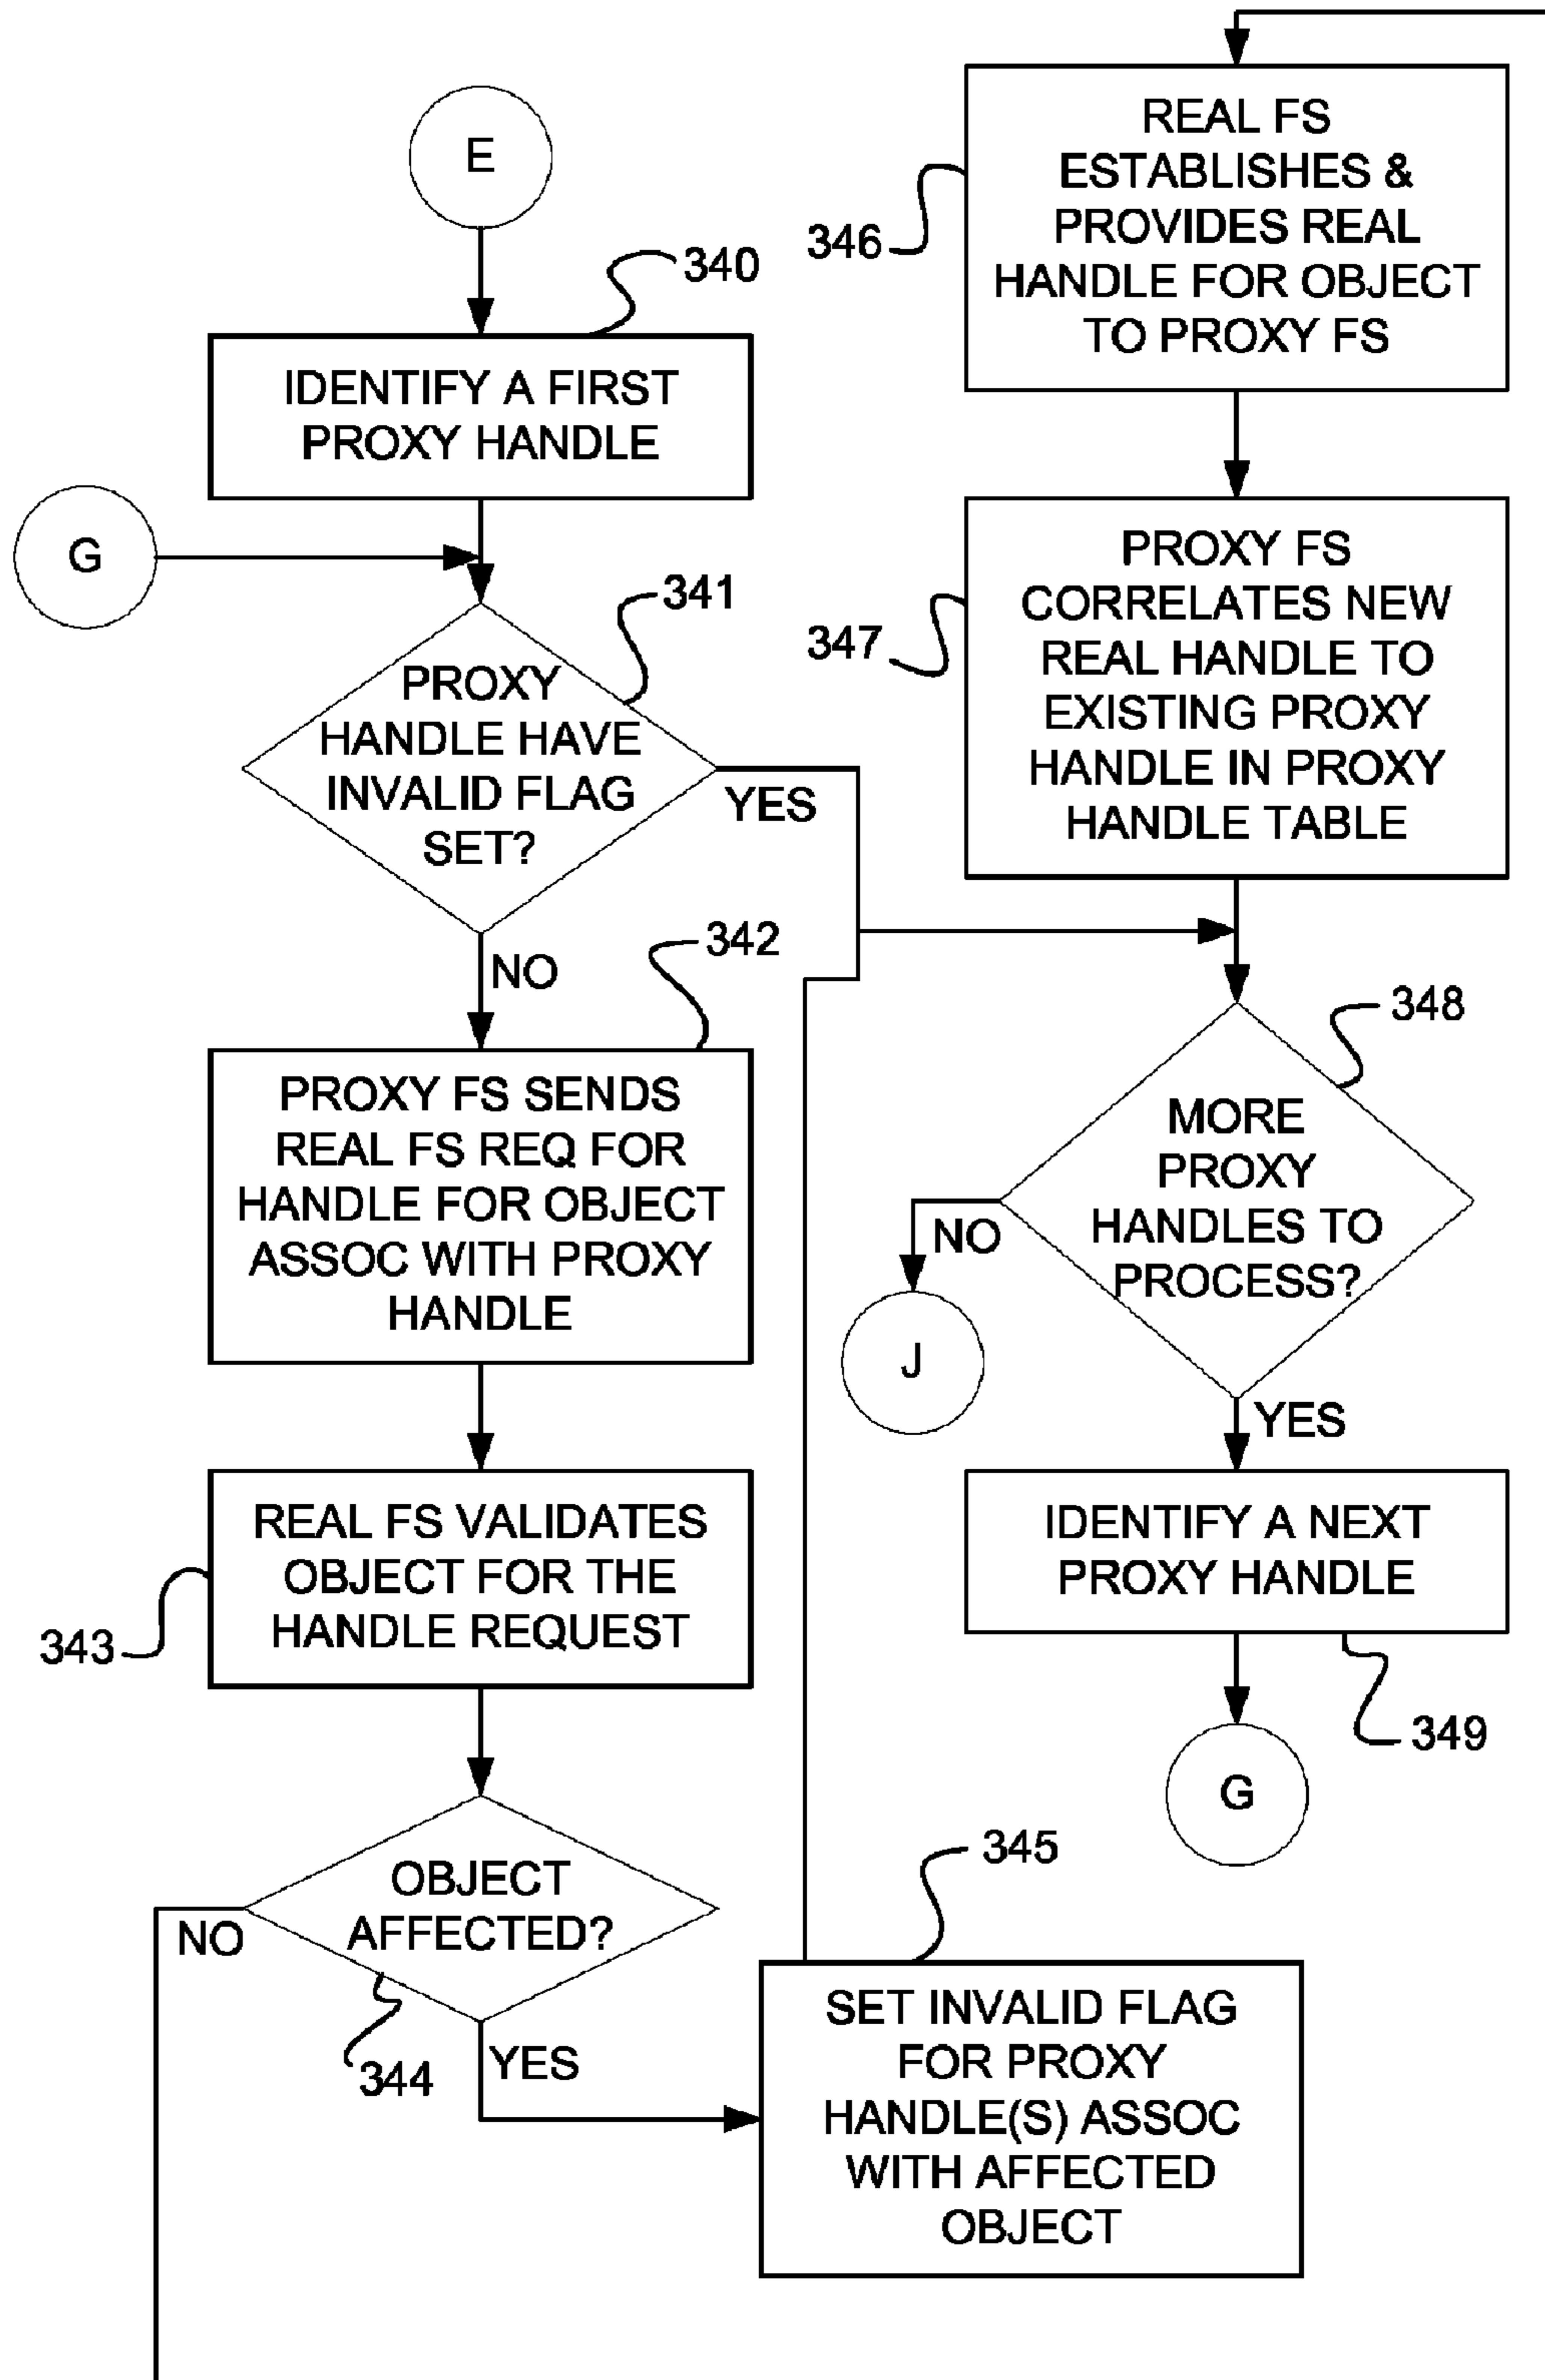 E
340
IDENTIFY A FIRST
PROXY HANDLE
G
341
PROXY
HANDLE HAVE
INVALID FLAG
SET?
YES
NO
342
PROXY FS SENDS
REAL FS REQ FOR
HANDLE FOR OBJECT
ASSOC WITH PROXY
HANDLE
343
REAL FS VALIDATES
OBJECT FOR THE
HANDLE REQUEST
OBJECT
AFFECTED?
NO
344
YES
345
SET INVALID FLAG
FOR PROXY
HANDLE(S) ASSOC
WITH AFFECTED
OBJECT
346
REAL FS
ESTABLISHES &
PROVIDES REAL
HANDLE FOR OBJECT
TO PROXY FS
347
PROXY FS
CORRELATES NEW
REAL HANDLE TO
EXISTING PROXY
HANDLE IN PROXY
HANDLE TABLE
348
MORE
PROXY
HANDLES TO
PROCESS?
NO
J
YES
IDENTIFY A NEXT
PROXY HANDLE
349
G